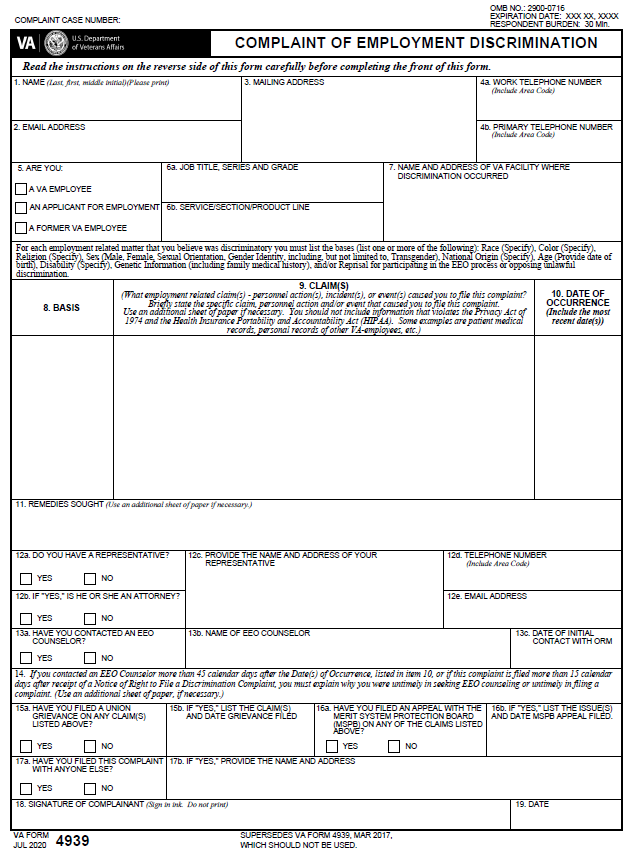 COMPLAINT CASE NUMBER:
OMB NO.: 2900-0716
EXPIRATION DATE: XXX XX, XXXX
RESPONDENT BURDEN: 30 Min.
VA
U.S. Department
of Veterans Affairs
COMPLAINT OF EMPLOYMENT DISCRIMINATION
Read the instructions on the reverse side of this form carefully before completing the front of this form.
1. NAME (Last, first, middle initial)(Please print)
3. MAILING ADDRESS
4a. WORK TELEPHONE NUMBER
(Include Area Code)
2. EMAIL ADDRESS
4b. PRIMARY TELEPHONE NUMBER
(Include Area Code)
5. ARE YOU:
A VA EMPLOYEE
AN APPLICANT FOR EMPLOYMENT
A FORMER VA EMPLOYEE
6a. JOB TITLE, SERIES AND GRADE
6b. SERVICE/SECTION/PRODUCT LINE
7. NAME AND ADDRESS OF VA FACILITY WHERE
DISCRIMINATION OCCURRED
For each employment related matter that you believe was discriminatory you must list the bases (list one or more of the following): Race (Specify), Color (Specify),
Religion (Specify), Sex (Male, Female, Sexual Orientation, Gender Identity, including, but not limited to, Transgender), National Origin (Specify), Age (Provide date of
birth), Disability (Specify), Genetic Information (including family medical history), and/or Reprisal for participating in the EEO process or opposing unlawful
discrimination.
8. BASIS
9. CLAIM(S)
(What employment related claim(s) - personnel action(s), incident(s), or event(s) caused you to file this complaint?
Briefly state the specific claim, personnel action and/or event that caused you to file this complaint.
Use an additional sheet of paper if necessary. You should not include information that violates the Privacy Act of
1974 and the Health Insurance Portability and Accountability Act (HIPAA). Some examples are patient medical
records, personal records of other VA-employees, etc.)
10. DATE OF
OCCURRENCE
(Include the most
recent date(s))
11. REMEDIES SOUGHT (Use an additional sheet of paper if necessary.)
12a. DO YOU HAVE A REPRESENTATIVE?
YES NO
12b. IF "YES," IS HE OR SHE AN ATTORNEY?
YES NO
12c. PROVIDE THE NAME AND ADDRESS OF YOUR
REPRESENTATIVE
12d. TELEPHONE NUMBER
(Include Area Code)
12e. EMAIL ADDRESS
13a. HAVE YOU CONTACTED AN EEO
COUNSELOR?
YES NO
13b. NAME OF EEO COUNSELOR
13c. DATE OF INITIAL
CONTACT WITH ORM
14. If you contacted an EEO Counselor more than 45 calendar days after the Date(s) of Occurrence, listed in item 10, or if this complaint is filed more than 15 calendar
days after receipt of a Notice of Right to File a Discrimination Complaint, you must explain why you were untimely in seeking EEO counseling or untimely in filing a
complaint. (Use an additional sheet of paper, if necessary.)
15a. HAVE YOU FILED A UNION
GRIEVANCE ON ANY CLAIM(S)
LISTED ABOVE?
YES NO
15b. IF "YES," LIST THE CLAIM(S)
AND DATE GRIEVANCE FILED
16a. HAVE YOU FILED AN APPEAL WITH THE
MERIT SYSTEM PROTECTION BOARD
(MSPB) ON ANY OF THE CLAIMS LISTED
ABOVE?
YES NO
16b. IF "YES," LIST THE ISSUE(S)
AND DATE MSPB APPEAL FILED.
17a. HAVE YOU FILED THIS COMPLAINT
WITH ANYONE ELSE?
YES NO
17b. IF "YES," PROVIDE THE NAME AND ADDRESS
18. SIGNATURE OF COMPLAINANT (Sign in ink. Do not print)
19. DATE
VA FORM
JUL 2020
4939
SUPERSEDES VA FORM 4939, MAR 2017,
WHICH SHOULD NOT BE USED.